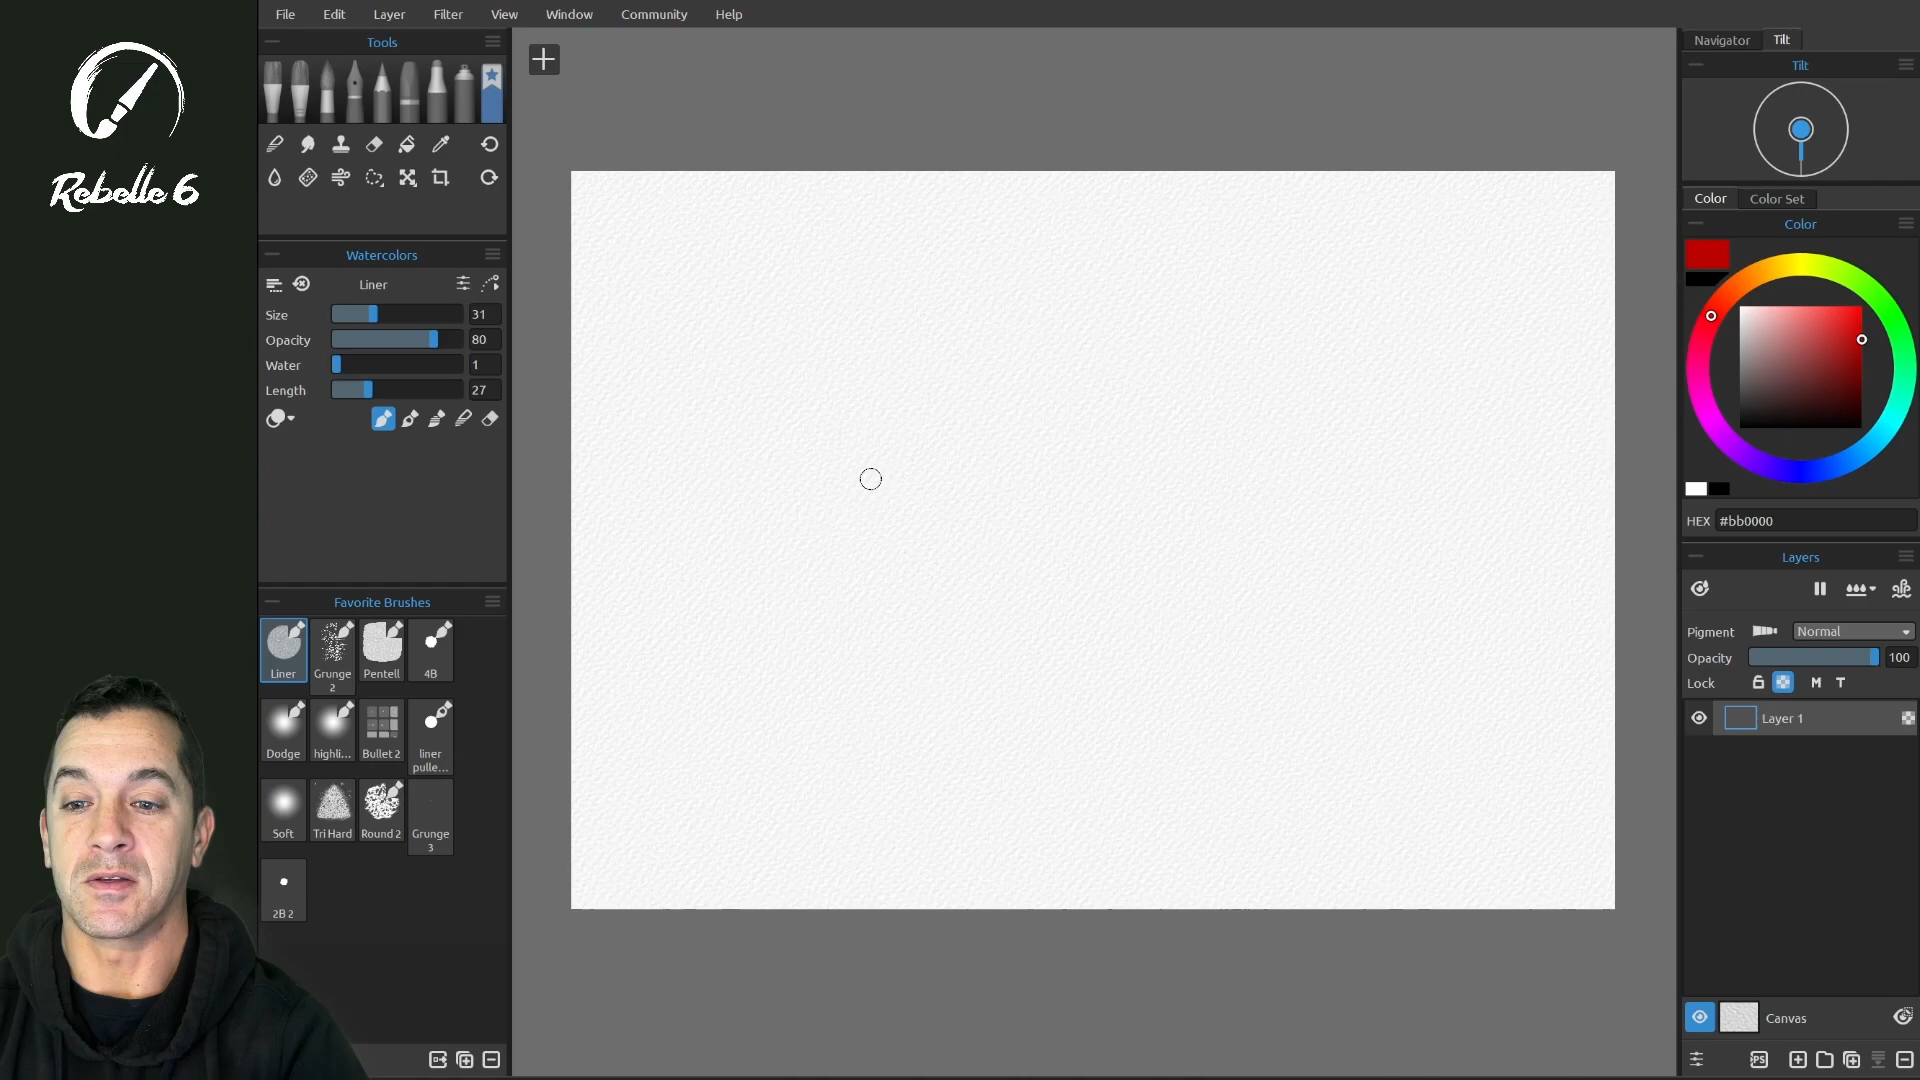 Rebelle 6
File Edit Layer Filter View Window Community Help
Tools
Watercolors
Liner
Size 31
Opacity 80
Water 1
Length 27
Favorite Brushes
Liner Grunge 2 Pentell 4B
Dodge highli... Bullet 2 liner pulle...
Soft Tri Hard Round 2 Grunge 3
2B 2
Navigator Tilt
Tilt
Color Color Set
Color
HEX #bb0000
Layers
Pigment Normal
Opacity 100
Lock M T
Layer 1
Canvas
PS